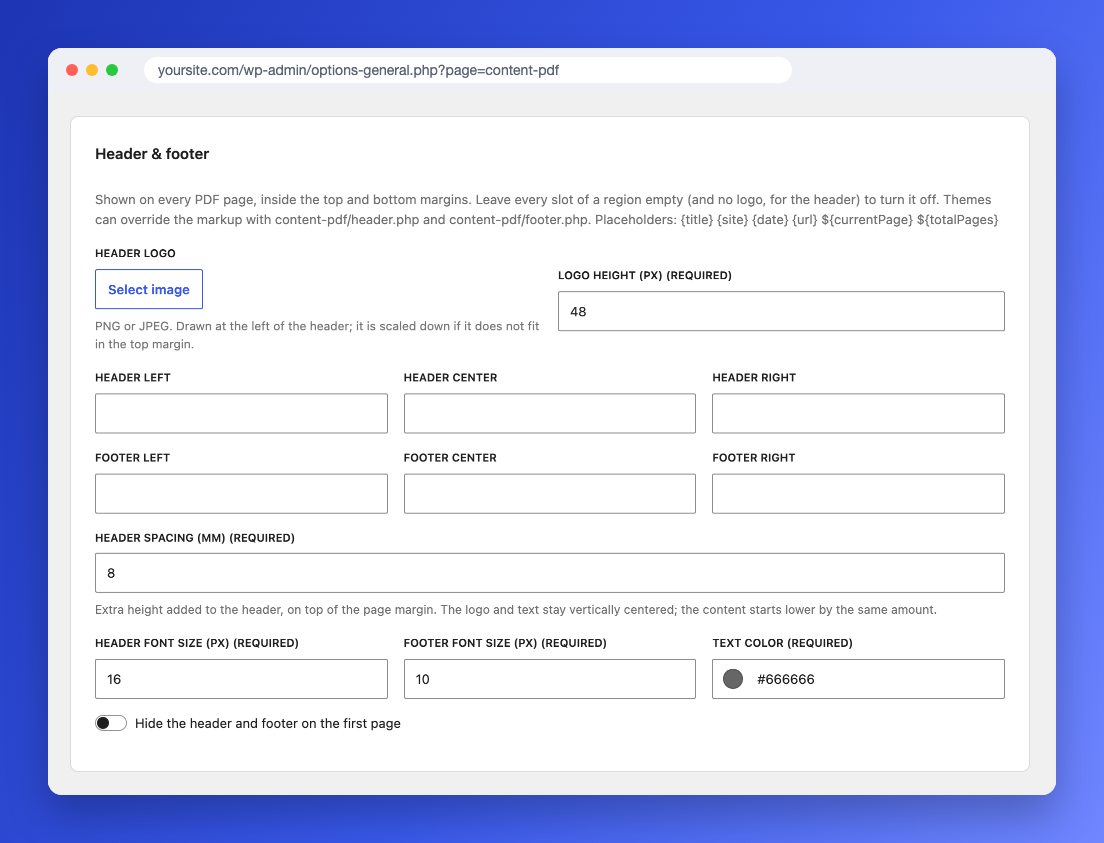 yoursite.com/wp-admin/options-general.php?page=content-pdf
Header & footer
Shown on every PDF page, inside the top and bottom margins. Leave every slot of a region empty (and no logo, for the header) to turn it off. Themes
can override the markup with content-pdf/header.php and content-pdf/footer.php. Placeholders: {title} {site} {date} {url} ${currentPage} ${totalPages}
HEADER LOGO
Select image
PNG or JPEG. Drawn at the left of the header; it is scaled down if it does not fit
in the top margin.
LOGO HEIGHT (PX) (REQUIRED)
48
HEADER LEFT
HEADER CENTER
HEADER RIGHT
FOOTER LEFT
FOOTER CENTER
FOOTER RIGHT
HEADER SPACING (MM) (REQUIRED)
8
Extra height added to the header, on top of the page margin. The logo and text stay vertically centered; the content starts lower by the same amount.
HEADER FONT SIZE (PX) (REQUIRED)
16
FOOTER FONT SIZE (PX) (REQUIRED)
10
TEXT COLOR (REQUIRED)
#666666
Hide the header and footer on the first page